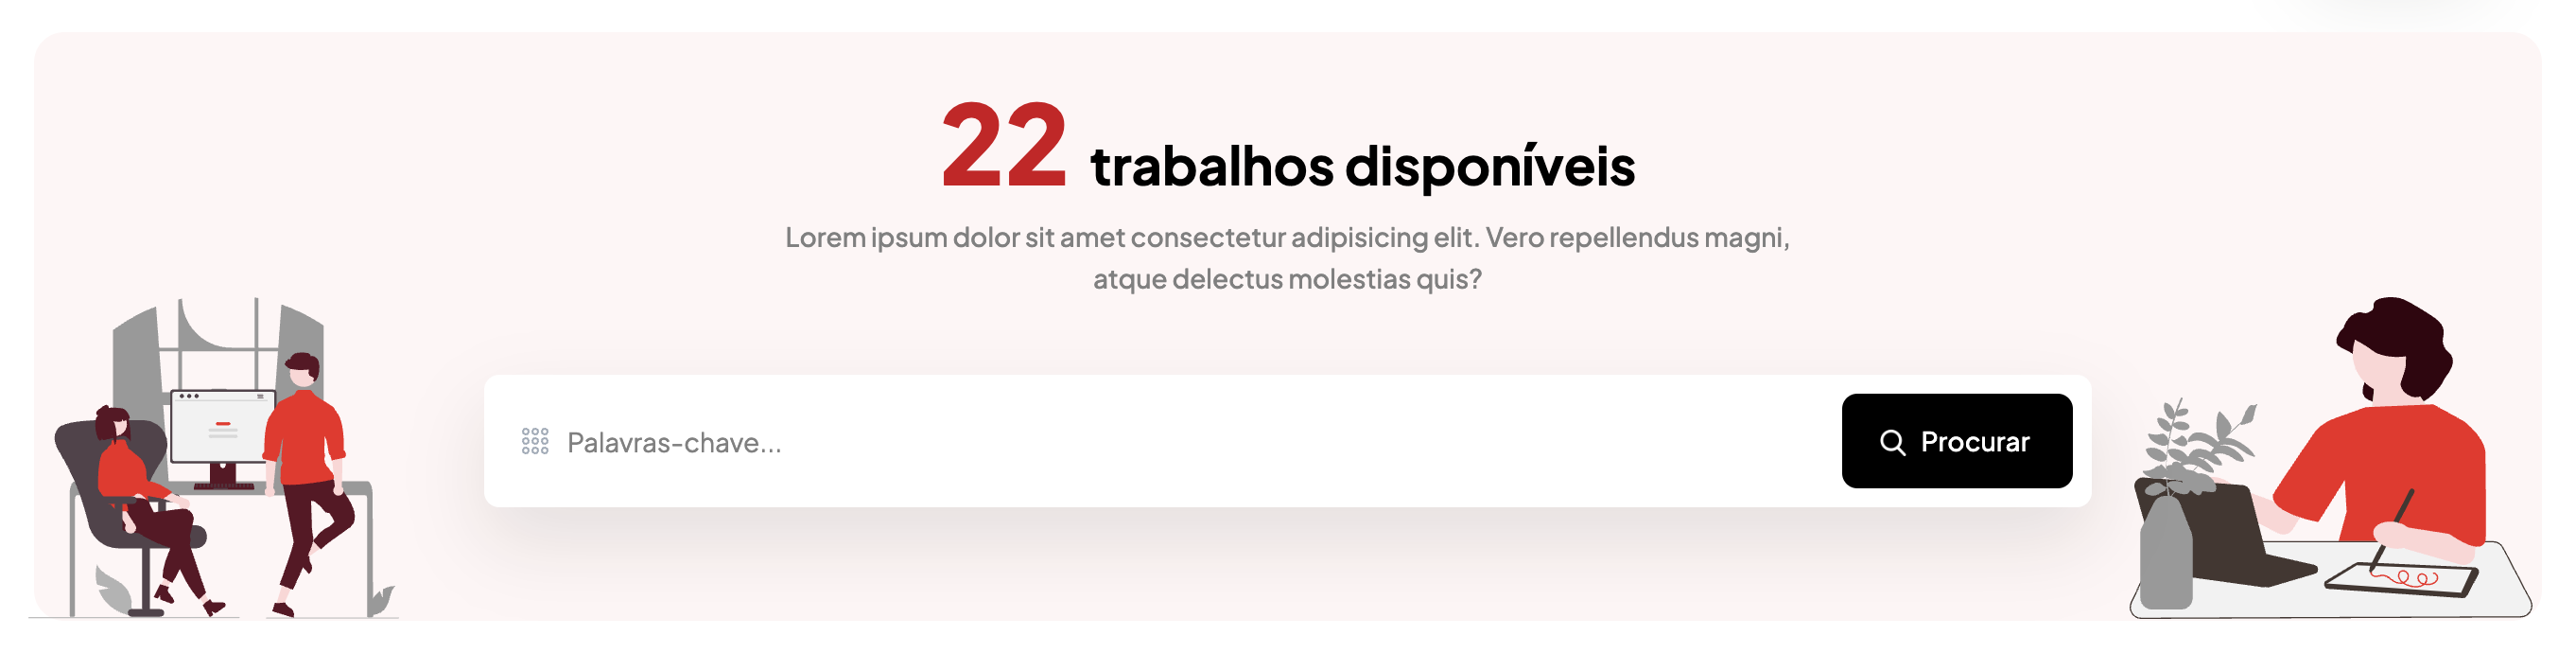 22 trabalhos disponíveis
Lorem ipsum dolor sit amet consectetur adipisicing elit. Vero repellendus magni,
atque delectus molestias quis?
Palavras-chave...
Procurar